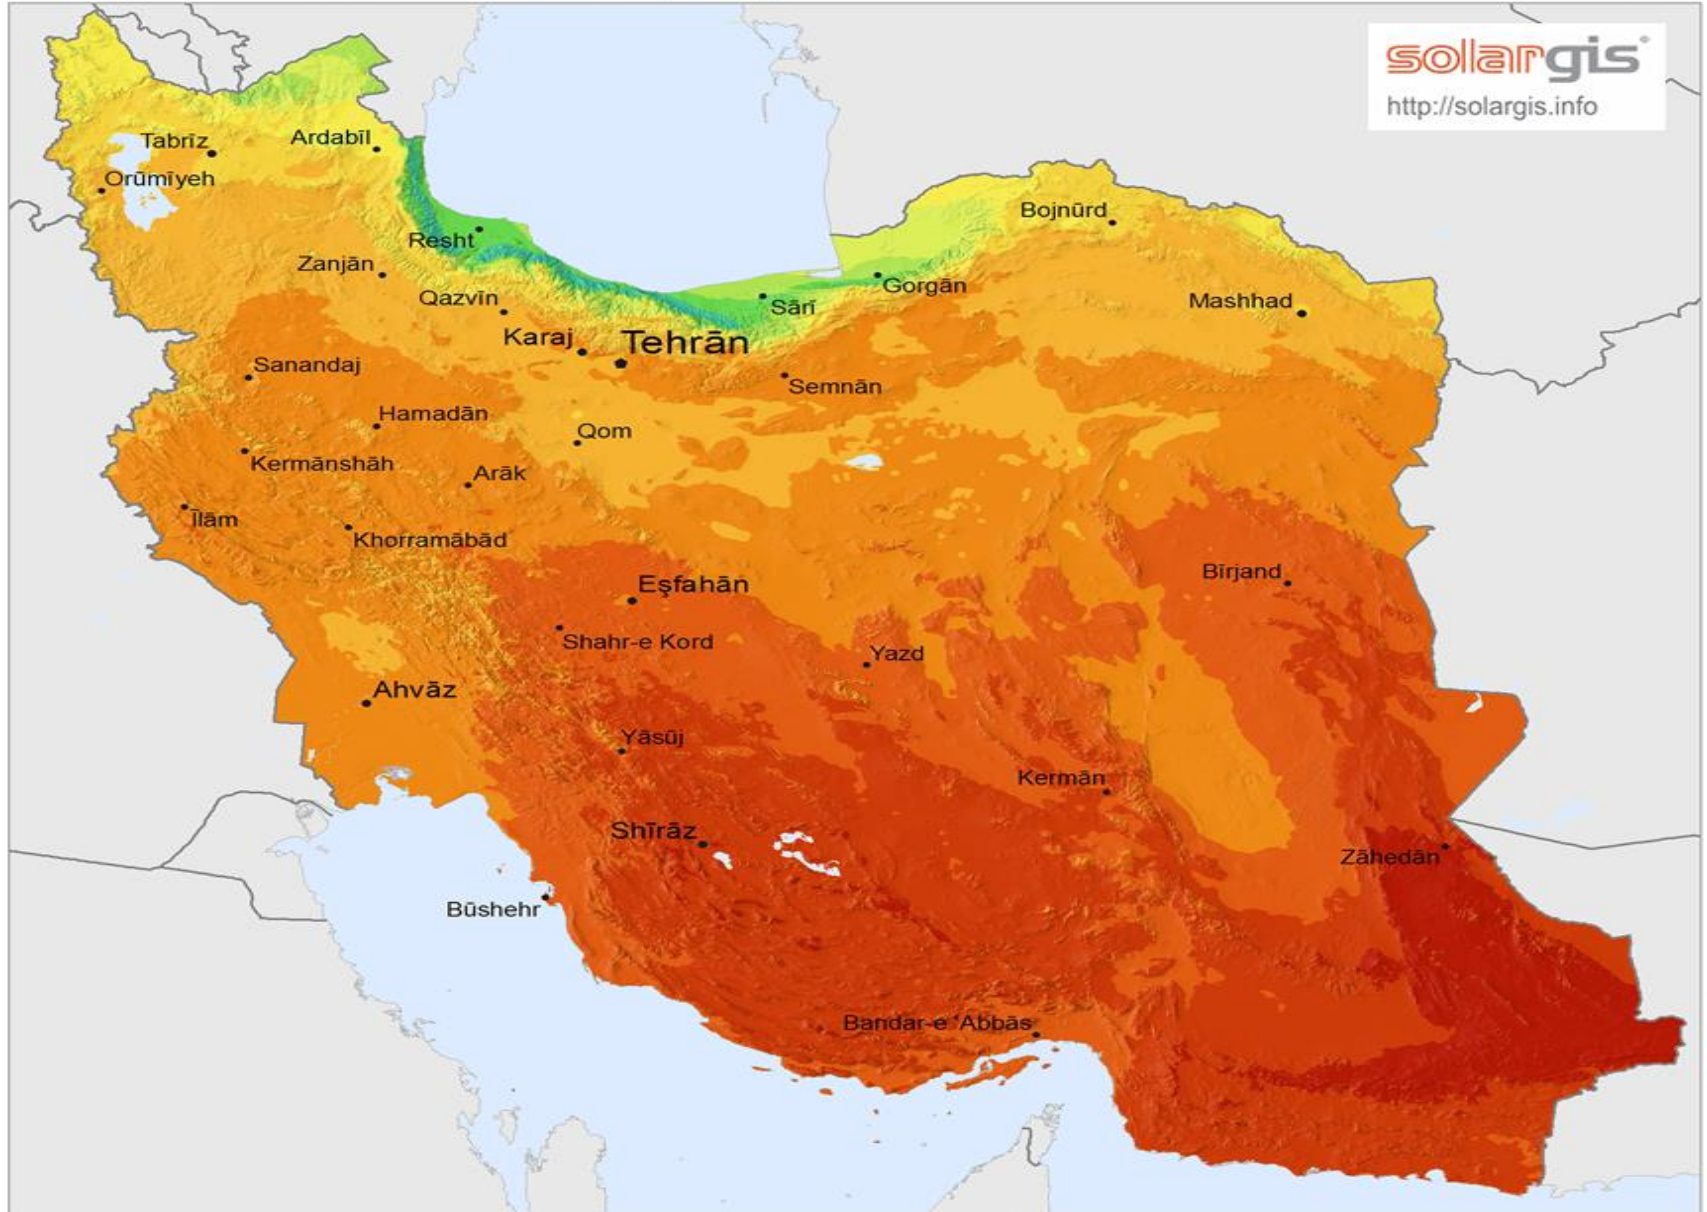 solargis®
http://solargis.info
Tabrīz
Ardabīl
Orūmīyeh
Resht
Bojnūrd
Zanjān
Qazvīn
Gorgān
Sārī
Mashhad
Karaj
Tehrān
Sanandaj
Semnān
Hamadān
Qom
Kermānshāh
Arāk
Īlām
Khorramābād
Eşfahān
Bīrjand
Shahr-e Kord
Yazd
Ahvāz
Yāsūj
Kermān
Shīrāz
Zāhedān
Būshehr
Bandar-e 'Abbās